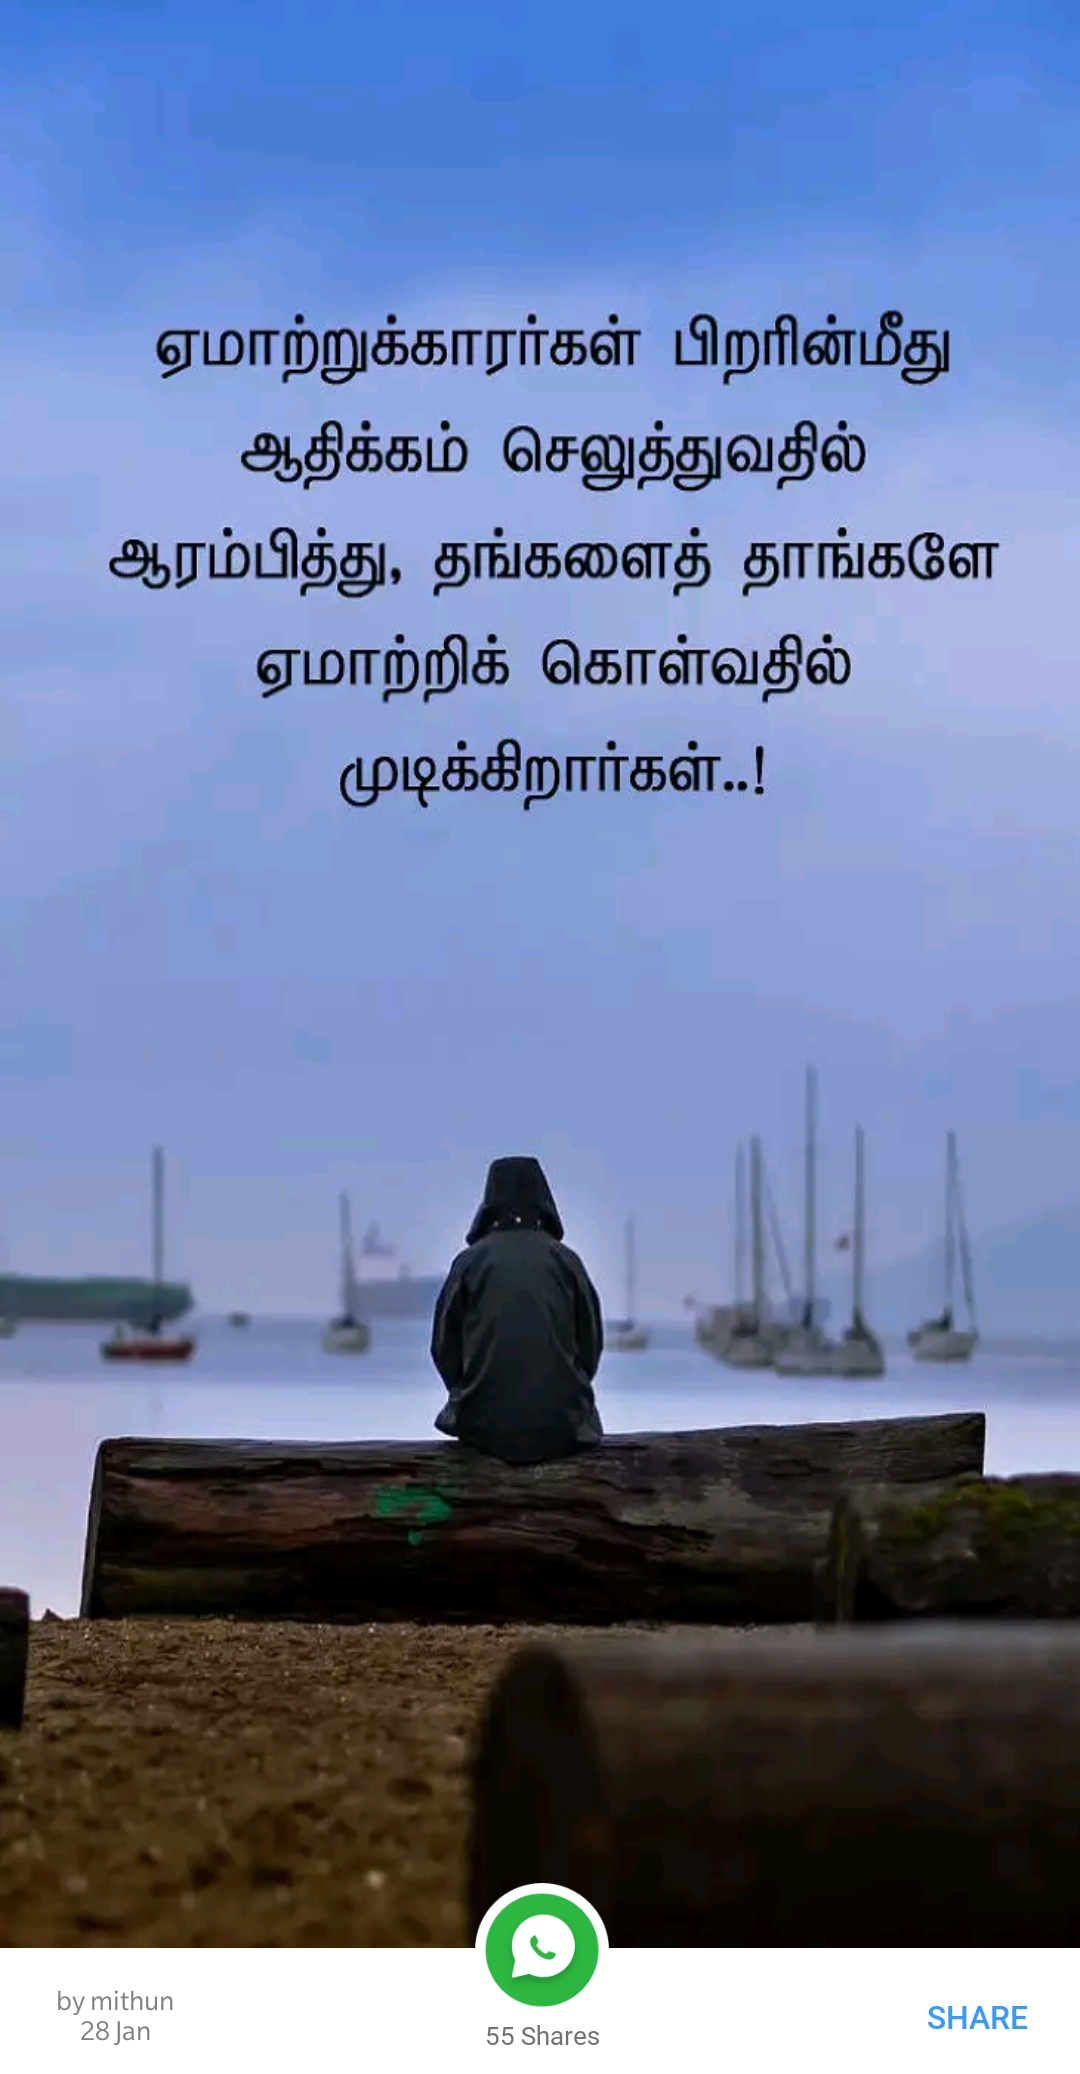 ஏமாற்றுக்காரர்கள் பிறரின்மீது
ஆதிக்கம் செலுத்துவதில்
ஆரம்பித்து, தங்களைத் தாங்களே
ஏமாற்றிக் கொள்வதில்
முடிக்கிறார்கள்..!
by mithun
28 Jan
55 Shares
SHARE